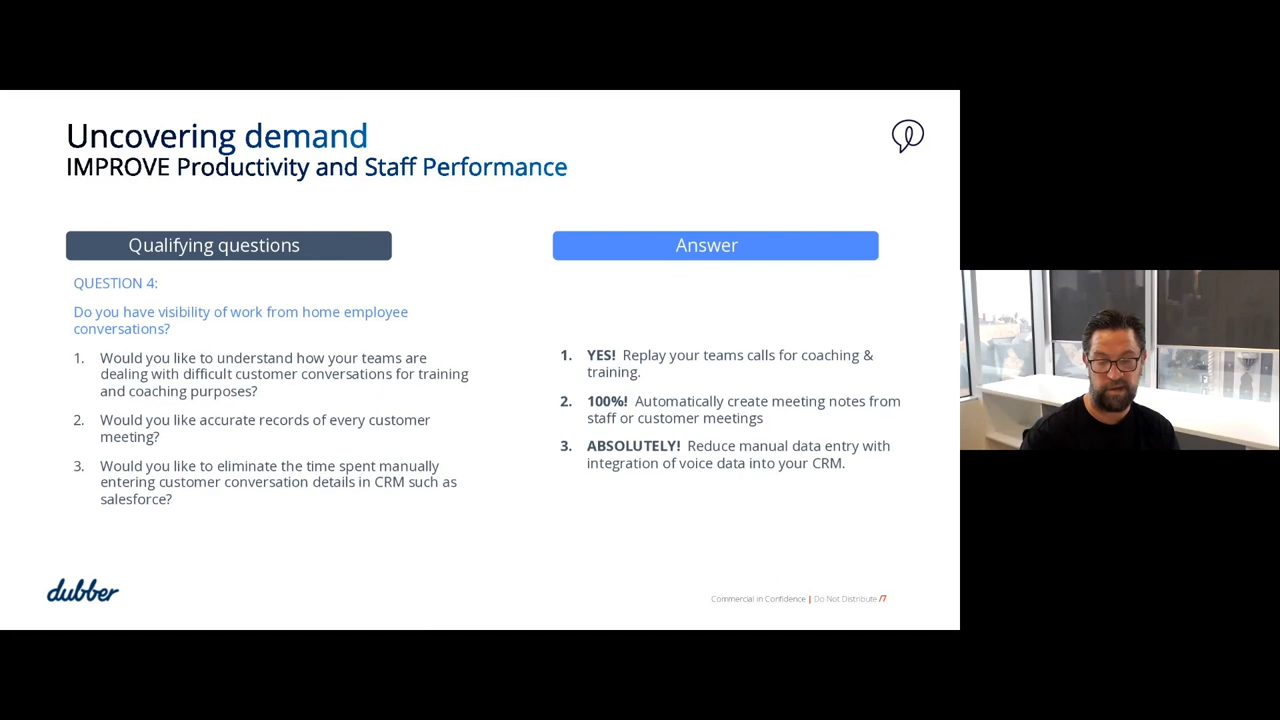 Uncovering demand
IMPROVE Productivity and Staff Performance
Qualifying questions
QUESTION 4:
Do you have visibility of work from home employee
conversations?
1. Would you like to understand how your teams are
dealing with difficult customer conversations for training
and coaching purposes?
2. Would you like accurate records of every customer
meeting?
3. Would you like to eliminate the time spent manually
entering customer conversation details in CRM such as
salesforce?
Answer
1. YES! Replay your teams calls for coaching &
training.
2. 100%! Automatically create meeting notes from
staff or customer meetings
3. ABSOLUTELY! Reduce manual data entry with
integration of voice data into your CRM.
dubber
Commercial in Confidence | Do Not Distribute /7